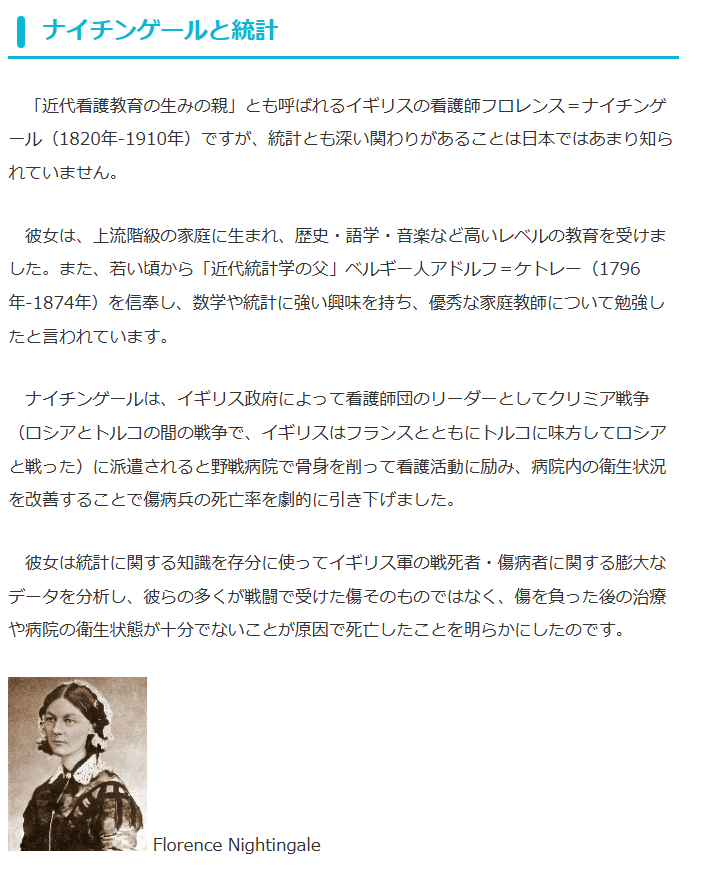 ナイチンゲールと統計
「近代看護教育の生みの親」とも呼ばれるイギリスの看護師フロレンス＝ナイチンゲ
ール（1820年-1910年）ですが、統計とも深い関わりがあることは日本ではあまり知ら
れていません。
彼女は、上流階級の家庭に生まれ、歴史・語学・音楽など高いレベルの教育を受けま
した。また、若い頃から「近代統計学の父」ベルギー人アドルフ＝ケトレー（1796
年-1874年）を信奉し、数学や統計に強い興味を持ち、優秀な家庭教師について勉強し
たと言われています。
ナイチンゲールは、イギリス政府によって看護師団のリーダーとしてクリミア戦争
（ロシアとトルコの間の戦争で、イギリスはフランスとともにトルコに味方してロシア
と戦った）に派遣されると野戦病院で骨身を削って看護活動に励み、病院内の衛生状況
を改善することで傷病兵の死亡率を劇的に引き下げました。
彼女は統計に関する知識を存分に使ってイギリス軍の戦死者・傷病者に関する膨大な
データを分析し、彼らの多くが戦闘で受けた傷そのものではなく、傷を負った後の治療
や病院の衛生状態が十分でないことが原因で死亡したことを明らかにしたのです。
Florence Nightingale